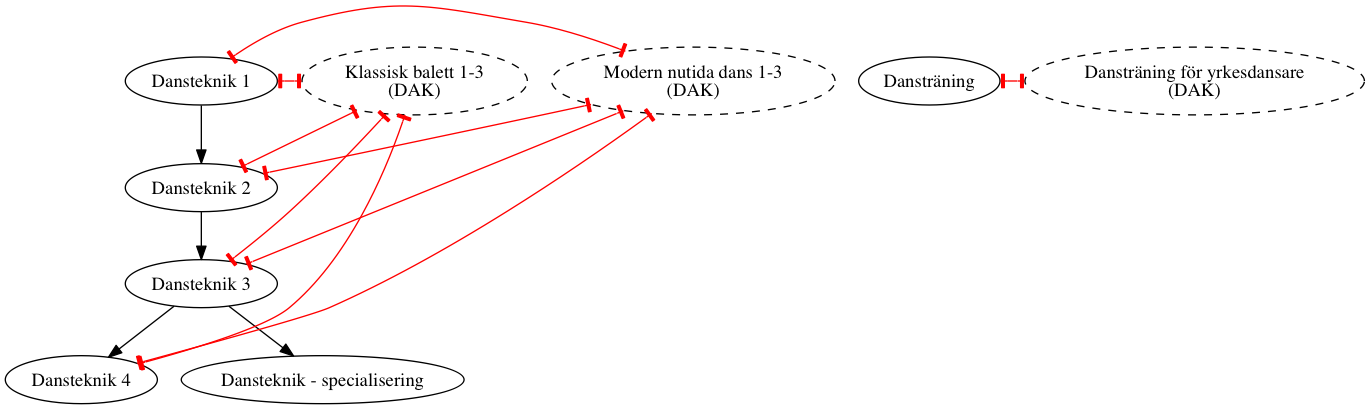 Dansteknik 1
Klassisk balett 1-3
(DAK)
Modern nutida dans 1-3
(DAK)
Dansträning
Dansträning för yrkesdansare
(DAK)
Dansteknik 2
Dansteknik 3
Dansteknik 4
Dansteknik - specialisering